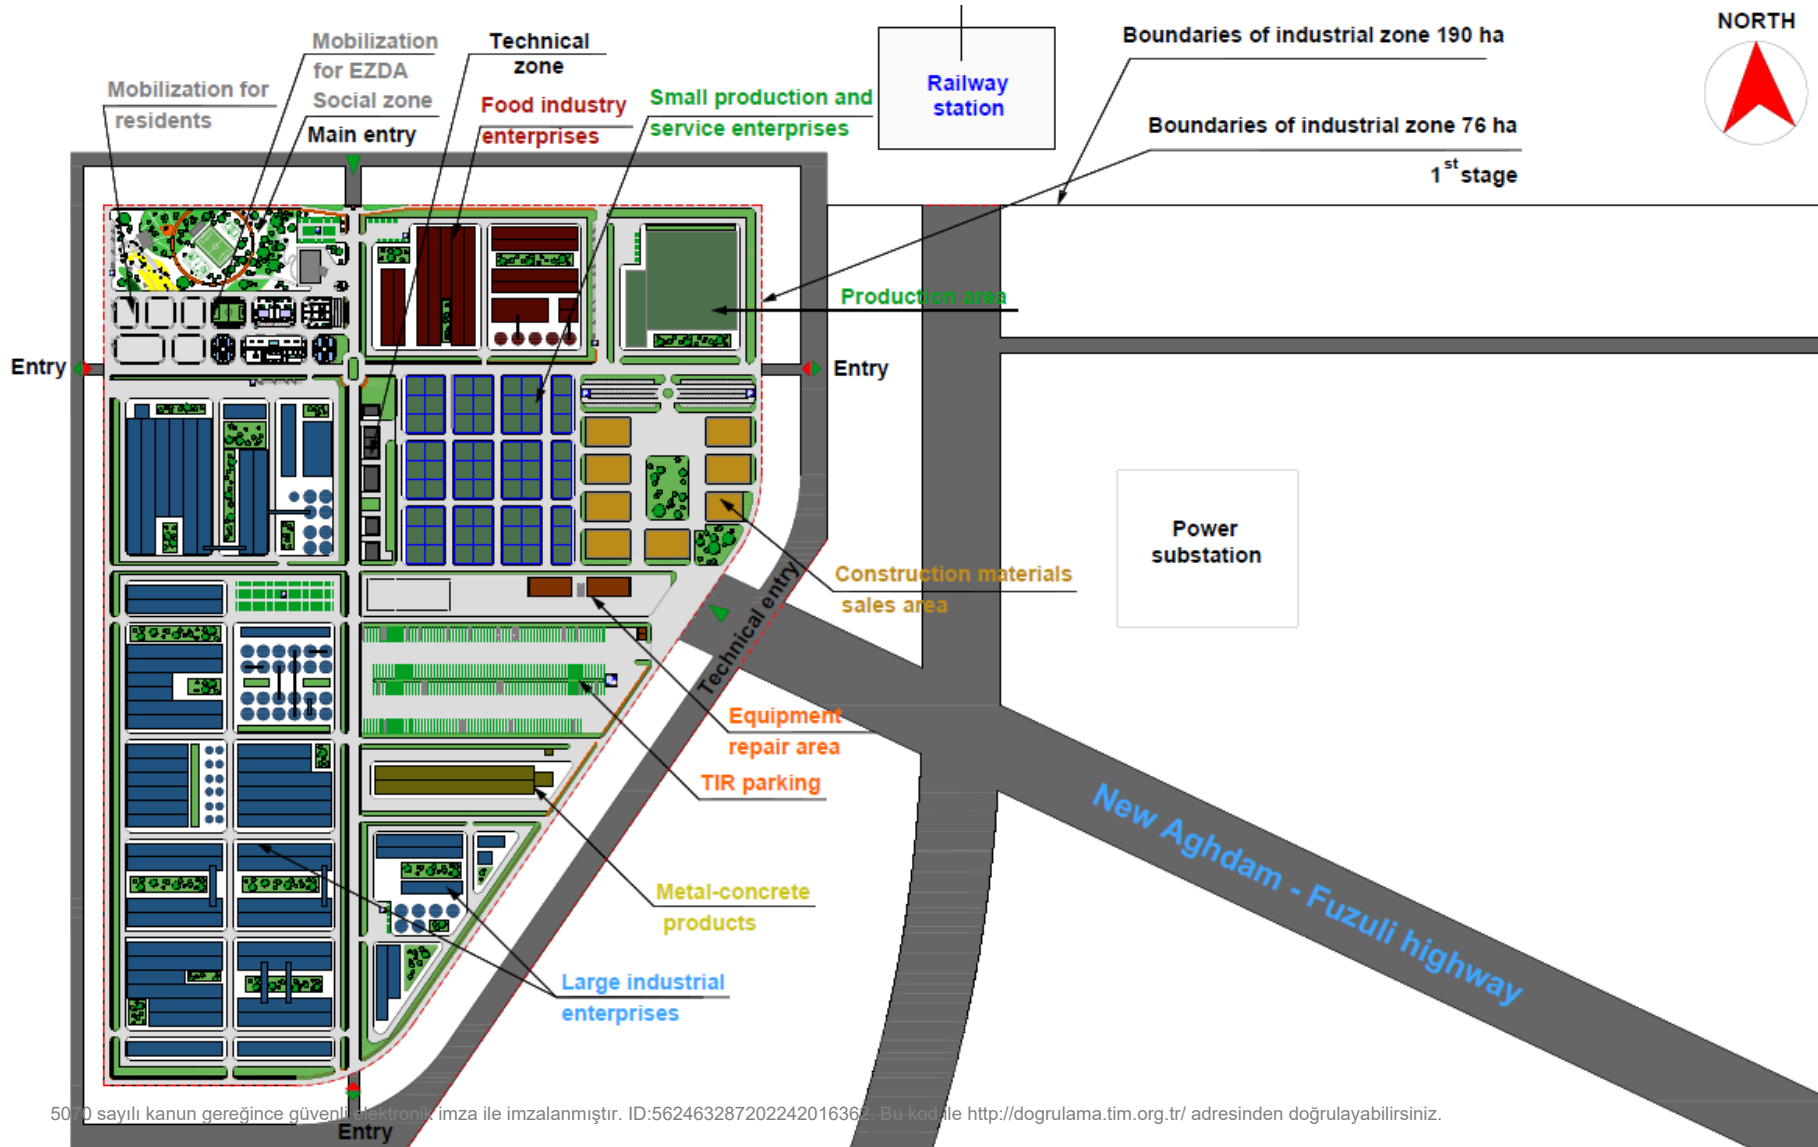 NORTH
Boundaries of industrial zone 190 ha
Mobilization
for EZDA
Social zone
Main entry
Technical
zone
Mobilization for
residents
Food industry
enterprises
Small production and
service enterprises
Railway
station
Boundaries of industrial zone 76 ha
1st stage
Production area
Entry
Entry
Power
substation
Construction materials
sales area
Technical entry
Equipment
repair area
TIR parking
New Aghdam - Fuzuli highway
Metal-concrete
products
Large industrial
enterprises
5070 sayılı kanun gereğince güvenli elektronik imza ile imzalanmıştır. ID:562463287202242016362. Bu kod ile http://dogrulama.tim.org.tr/ adresinden doğrulayabilirsiniz.
Entry